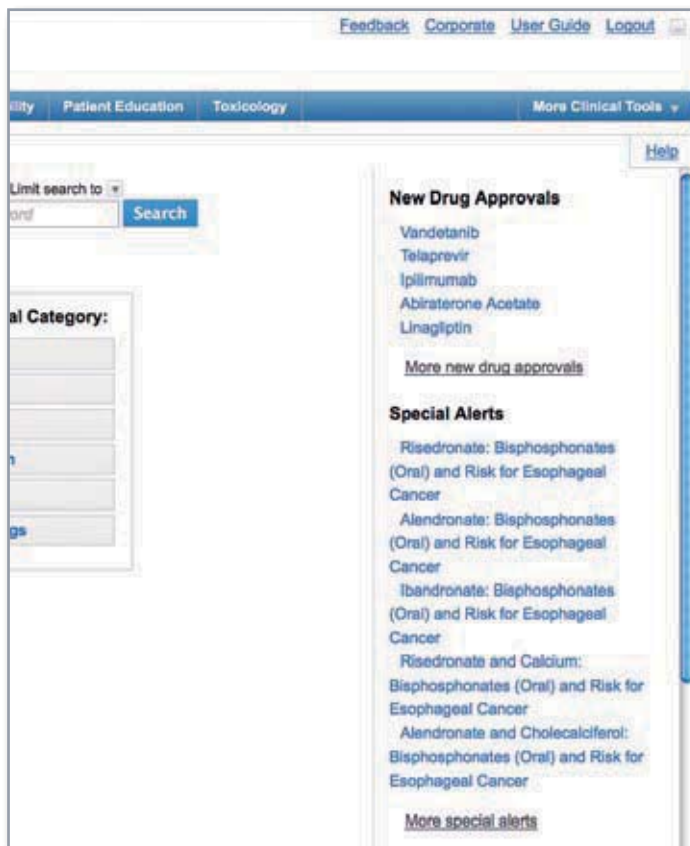 Feedback Corporate User Guide Logout
ility Patient Education Toxicology More Clinical Tools
Help
Limit search to
ord Search
al Category:
n
gs
New Drug Approvals
Vandetanib
Telaprevir
Ipilimumab
Abiraterone Acetate
Linagliptin
More new drug approvals
Special Alerts
Risedronate: Bisphosphonates
(Oral) and Risk for Esophageal
Cancer
Alendronate: Bisphosphonates
(Oral) and Risk for Esophageal
Cancer
Ibandronate: Bisphosphonates
(Oral) and Risk for Esophageal
Cancer
Risedronate and Calcium:
Bisphosphonates (Oral) and Risk for
Esophageal Cancer
Alendronate and Cholecalciferol:
Bisphosphonates (Oral) and Risk for
Esophageal Cancer
More special alerts